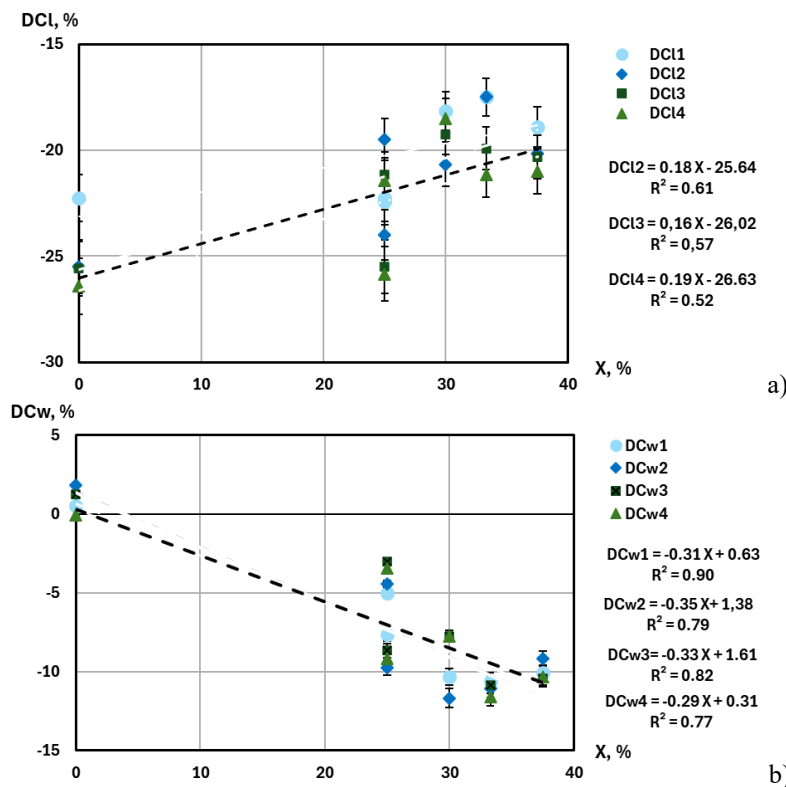 DCl, %
-15
-20
-25
-30
0
10
20
30
40
X, %
DCl1
DCl2
DCl3
DCl4
DCl2 = 0.18 X - 25.64
R² = 0.61
DCl3 = 0,16 X - 26,02
R² = 0,57
DCl4 = 0.19 X - 26.63
R² = 0.52
a)
DCw, %
5
0
-5
-10
-15
0
10
20
30
40
X, %
DCw1
DCw2
DCw3
DCw4
DCw1 = -0.31 X + 0.63
R² = 0.90
DCw2 = -0.35 X + 1,38
R² = 0.79
DCw3 = -0.33 X + 1.61
R² = 0.82
DCw4 = -0.29 X + 0.31
R² = 0.77
b)